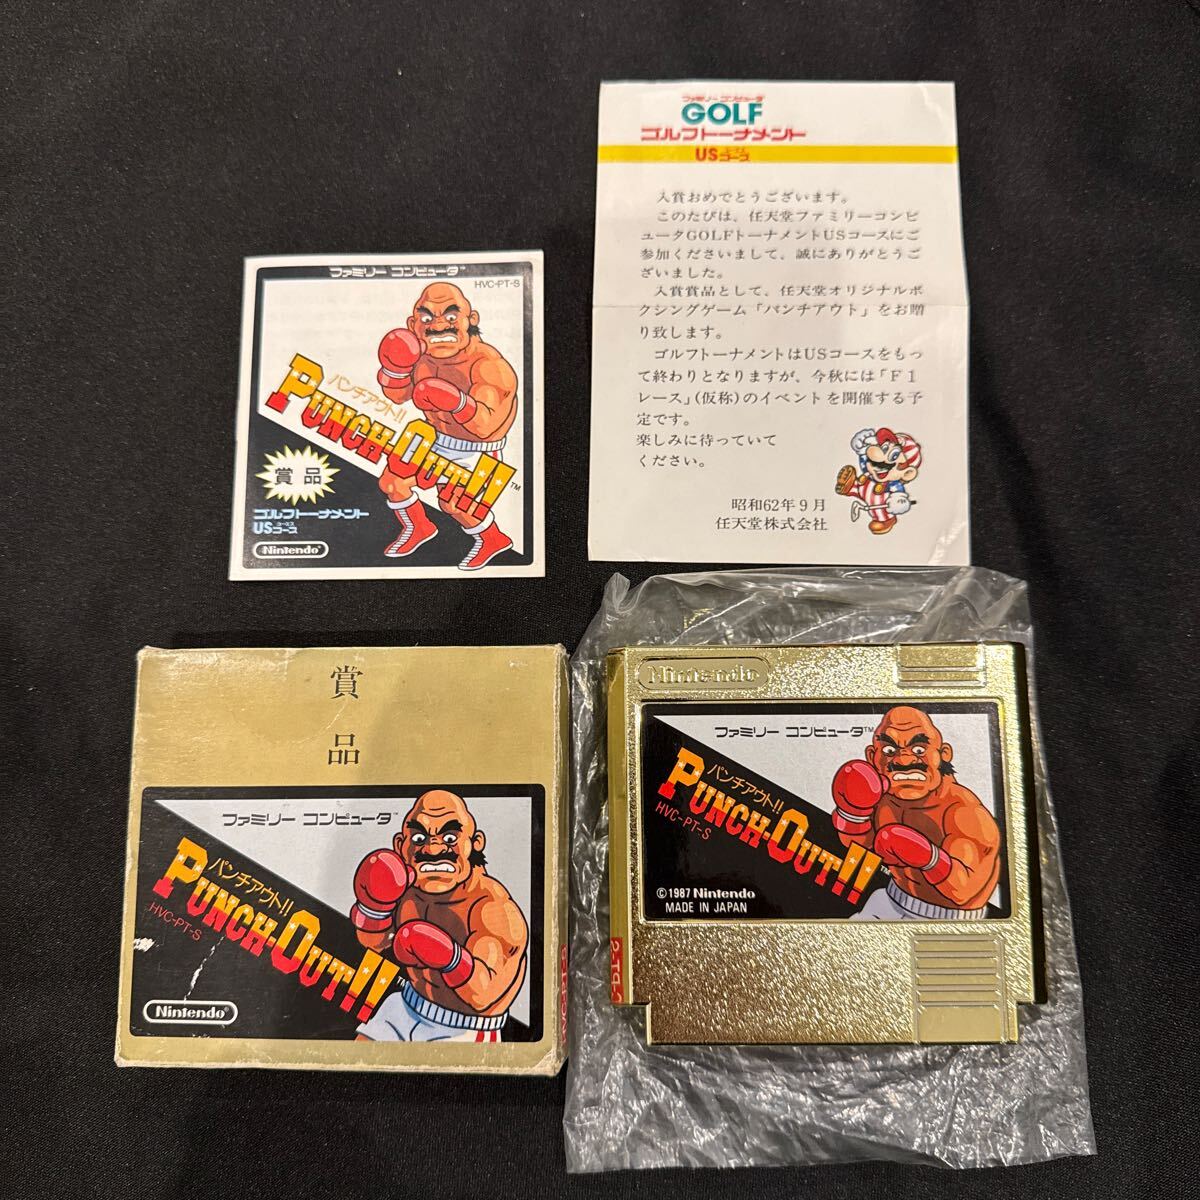 ファミリー コンピュータ™
HVC-PT-S
パンチアウト!!
PUNCH-OUT!!™
賞品
ゴルフトーナメント
USコース
Nintendo®
ファミリー コンピュータ
GOLF
ゴルフトーナメント
USコース
入賞おめでとうございます。
このたびは、任天堂ファミリーコンピ
ュータGOLFトーナメントUSコースにご
参加くださいまして、誠にありがとうご
ざいました。
入賞賞品として、任天堂オリジナルボ
クシングゲーム「パンチアウト」をお贈
り致します。
ゴルフトーナメントはUSコースをもっ
て終わりとなりますが、今秋には「F1
レース」(仮称)のイベントを開催する予
定です。
楽しみに待っていて
ください。
昭和62年9月
任天堂株式会社
賞
品
ファミリー コンピュータ™
パンチアウト!!
PUNCH-OUT!!™
HVC-PT-S
Nintendo®
Nintendo
ファミリー コンピュータ™
パンチアウト!!
PUNCH-OUT!!™
HVC-PT-S
©1987 Nintendo
MADE IN JAPAN